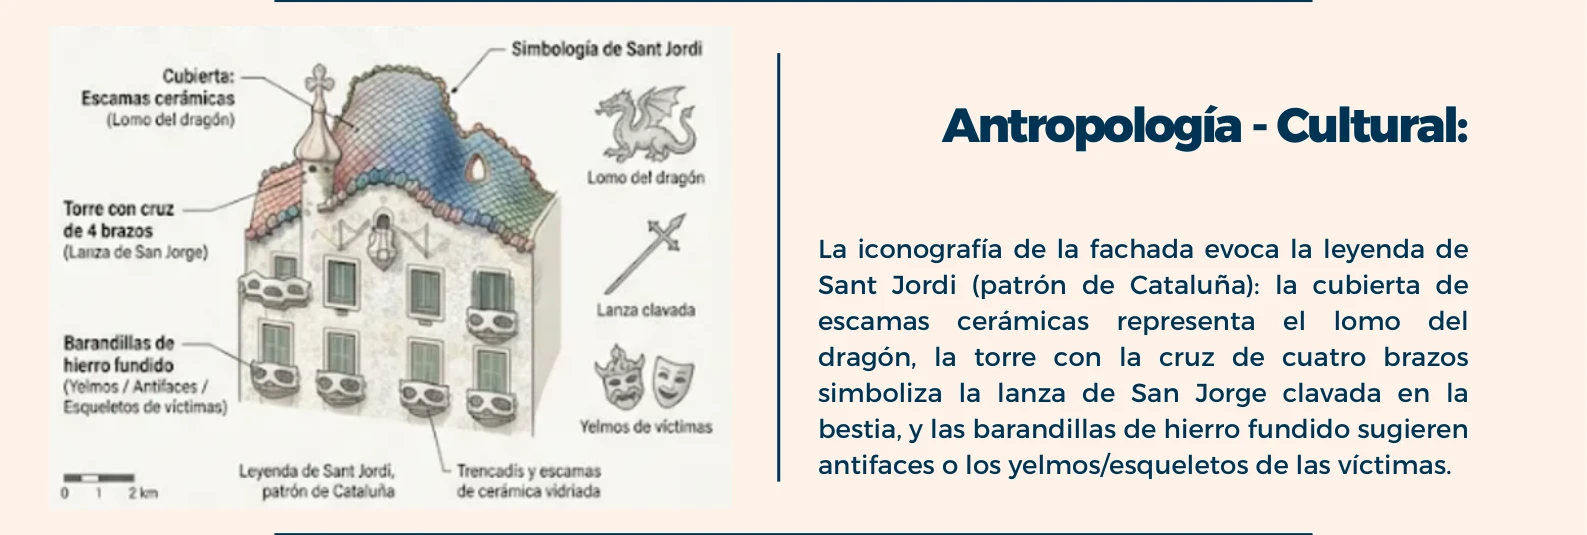 Simbología de Sant Jordi
Cubierta:
Escamas cerámicas
(Lomo del dragón)
Lomo del dragón
Torre con cruz
de 4 brazos
(Lanza de San Jorge)
Lanza clavada
Barandillas de
hierro fundido
(Yelmos / Antifaces /
Esqueletos de víctimas)
Yelmos de víctimas
0 1 2 km
Leyenda de Sant Jordi,
patrón de Cataluña
Trencadís y escamas
de cerámica vidriada
Antropología - Cultural:
La iconografía de la fachada evoca la leyenda de
Sant Jordi (patrón de Cataluña): la cubierta de
escamas cerámicas representa el lomo del
dragón, la torre con la cruz de cuatro brazos
simboliza la lanza de San Jorge clavada en la
bestia, y las barandillas de hierro fundido sugieren
antifaces o los yelmos/esqueletos de las víctimas.